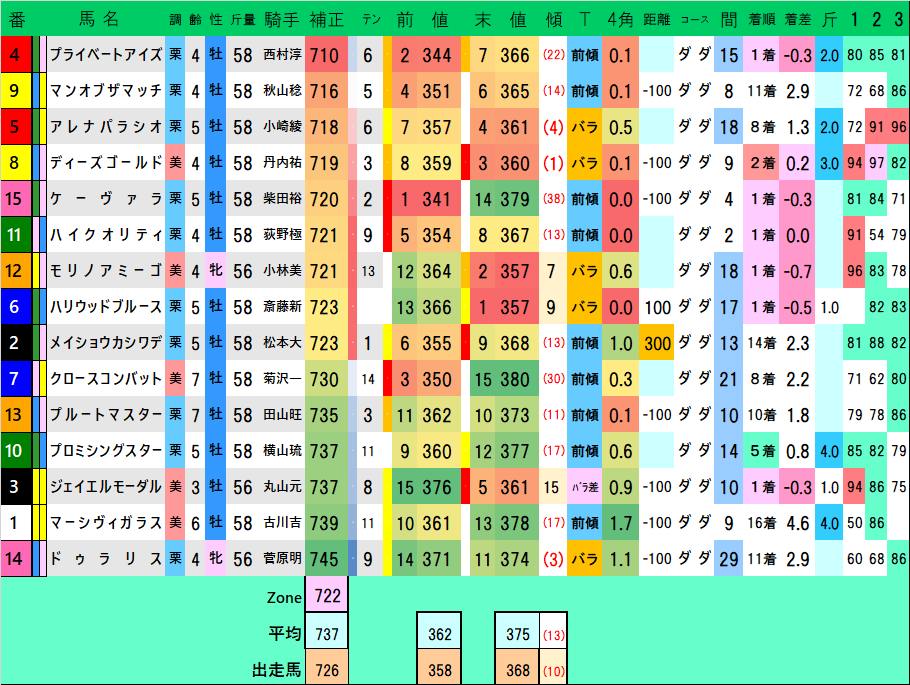 番 馬名 調 齢 性 斤量 騎手 補正 テン 前 値 末 値 傾 T 4角 距離 コース 間 着順 着差 斤 1 2 3
4 プライベートアイズ 栗 4 牡 58 西村淳 710 6 2 344 7 366 (22) 前傾 0.1 ダ ダ 15 1着 -0.3 2.0 80 85 81
9 マンオブザマッチ 栗 4 牡 58 秋山稔 716 5 4 351 6 365 (14) 前傾 0.1 -100 ダ ダ 8 11着 2.9 72 68 86
5 アレナパラシオ 栗 5 牡 58 小崎綾 718 6 7 357 4 361 (4) バラ 0.5 ダ ダ 18 8着 1.3 2.0 72 91 96
8 ディーズゴールド 美 4 牡 58 丹内祐 719 3 8 359 3 360 (1) バラ 0.1 -100 ダ ダ 9 2着 0.2 3.0 94 97 82
15 ケーヴァラ 栗 5 牡 58 柴田裕 720 2 1 341 14 379 (38) 前傾 0.0 -100 ダ ダ 4 1着 -0.3 81 84 71
11 ハイクオリティ 栗 4 牡 58 荻野極 721 9 5 354 8 367 (13) 前傾 0.0 ダ ダ 2 1着 0.0 91 54 79
12 モリノアミーゴ 美 4 牝 56 小林美 721 13 12 364 2 357 7 バラ 0.6 ダ ダ 18 1着 -0.7 96 83 78
6 ハリウッドブルース 栗 5 牡 58 斎藤新 723 13 366 1 357 9 バラ 0.0 100 ダ ダ 17 1着 -0.5 1.0 82 83
2 メイショウカシワデ 栗 5 牡 58 松本大 723 1 6 355 9 368 (13) 前傾 1.0 300 ダ ダ 13 14着 2.3 81 88 82
7 クロースコンバット 美 7 牡 58 菊沢一 730 14 3 350 15 380 (30) 前傾 0.3 ダ ダ 21 8着 2.2 71 62 80
13 プルートマスター 栗 7 牡 58 田山旺 735 3 11 362 10 373 (11) 前傾 0.1 -100 ダ ダ 10 10着 1.8 79 78 86
10 プロミシングスター 栗 5 牡 58 横山琉 737 11 9 360 12 377 (17) 前傾 0.6 ダ ダ 14 5着 0.8 4.0 85 82 79
3 ジェイエルモーダル 美 3 牡 56 丸山元 737 8 15 376 5 361 15 バラ差 0.9 -100 ダ ダ 10 1着 -0.3 1.0 94 86 75
1 マーシヴィガラス 美 6 牡 58 古川吉 739 11 10 361 13 378 (17) 前傾 1.7 -100 ダ ダ 9 16着 4.6 4.0 50 86
14 ドゥラリス 栗 4 牝 56 菅原明 745 9 14 371 11 374 (3) バラ 1.1 -100 ダ ダ 29 11着 2.9 60 68 86
Zone 722
平均 737 362 375 (13)
出走馬 726 358 368 (10)